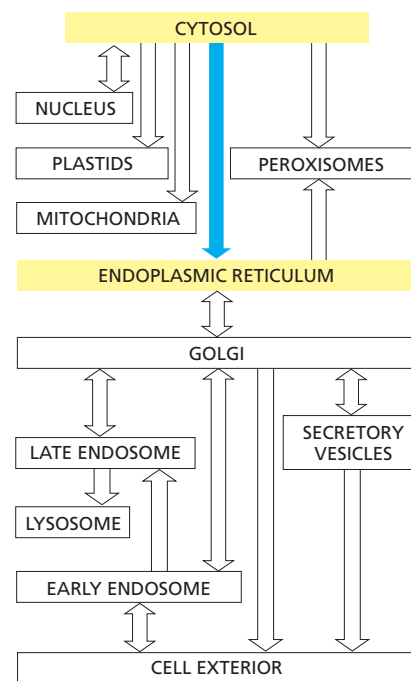 CYTOSOL
NUCLEUS
PLASTIDS
PEROXISOMES
MITOCHONDRIA
ENDOPLASMIC RETICULUM
GOLGI
LATE ENDOSOME
SECRETORY
VESICLES
LYSOSOME
EARLY ENDOSOME
CELL EXTERIOR